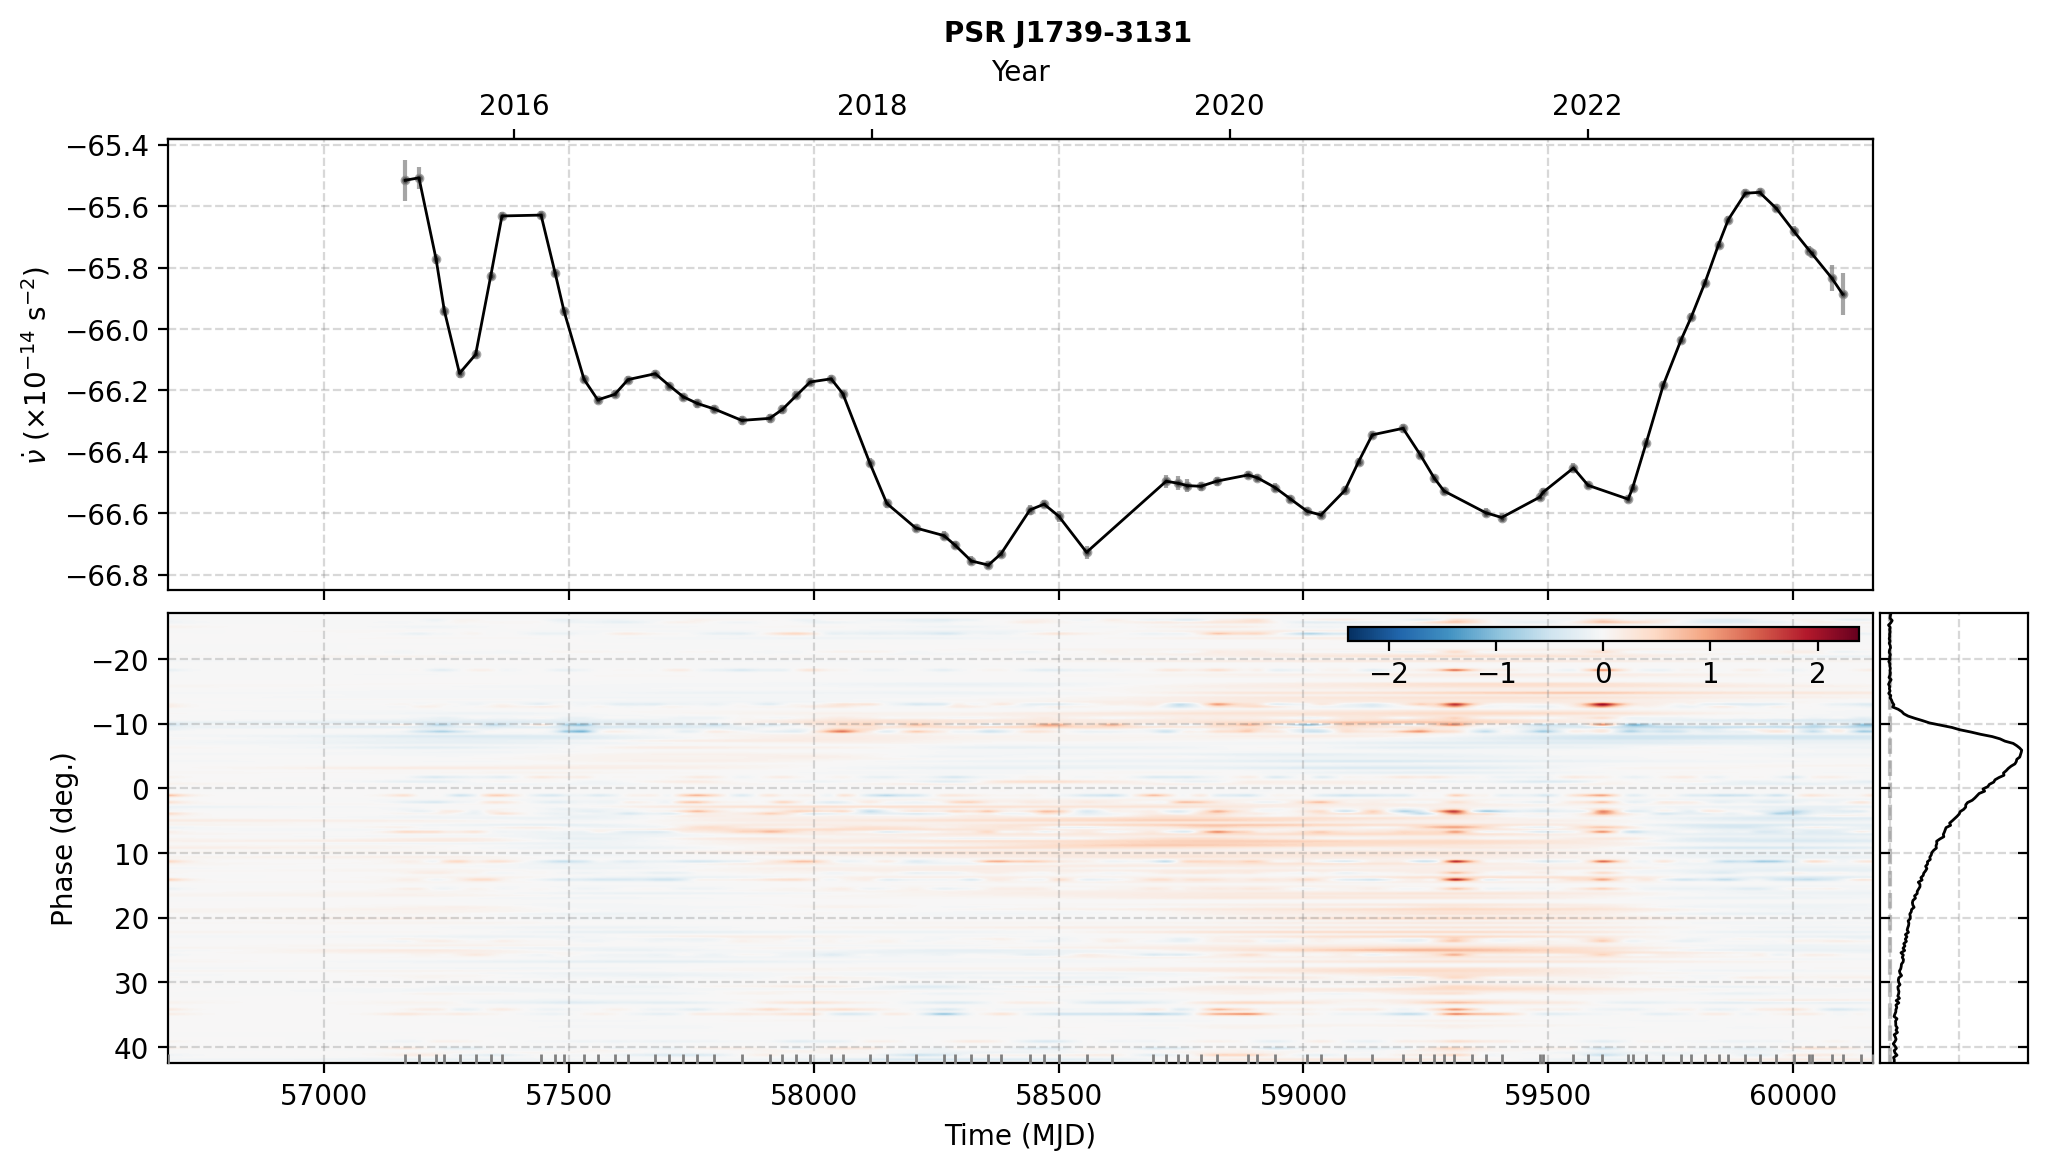 PSR J1739-3131
Year
2016 2018 2020 2022
−65.4
−65.6
−65.8
−66.0
−66.2
−66.4
−66.6
−66.8
ν̇ (×10⁻¹⁴ s⁻²)
−2 −1 0 1 2
−20
−10
0
10
20
30
40
Phase (deg.)
57000 57500 58000 58500 59000 59500 60000
Time (MJD)